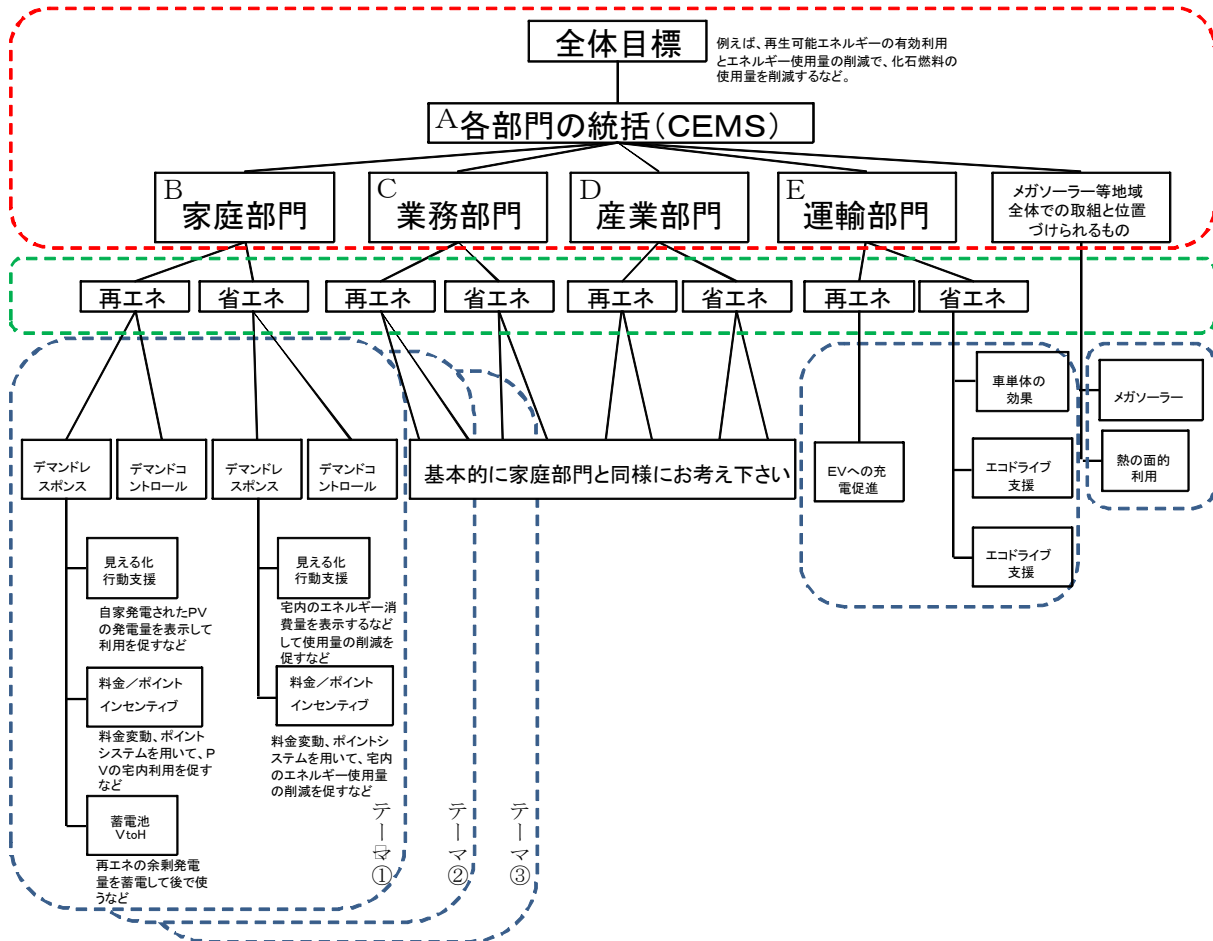 全体目標
例えば、再生可能エネルギーの有効利用
とエネルギー使用量の削減で、化石燃料の
使用量を削減するなど。
A各部門の統括(CEMS)
B
家庭部門
C
業務部門
D
産業部門
E
運輸部門
メガソーラー等地域
全体での取組と位置
づけられるもの
再エネ
省エネ
再エネ
省エネ
再エネ
省エネ
再エネ
省エネ
デマンドレ
スポンス
デマンドコ
ントロール
デマンドレ
スポンス
デマンドコ
ントロール
基本的に家庭部門と同様にお考え下さい
EVへの充
電促進
車単体の
効果
エコドライブ
支援
エコドライブ
支援
メガソーラー
熱の面的
利用
見える化
行動支援
自家発電されたPV
の発電量を表示して
利用を促すなど
料金/ポイント
インセンティブ
料金変動、ポイント
システムを用いて、P
Vの宅内利用を促す
など
蓄電池
VtoH
再エネの余剰発電
量を蓄電して後で使
うなど
見える化
行動支援
宅内のエネルギー消
費量を表示するなど
して使用量の削減を
促すなど
料金/ポイント
インセンティブ
料金変動、ポイントシ
ステムを用いて、宅内
のエネルギー使用量
の削減を促すなど
テーマ①
テーマ②
テーマ③